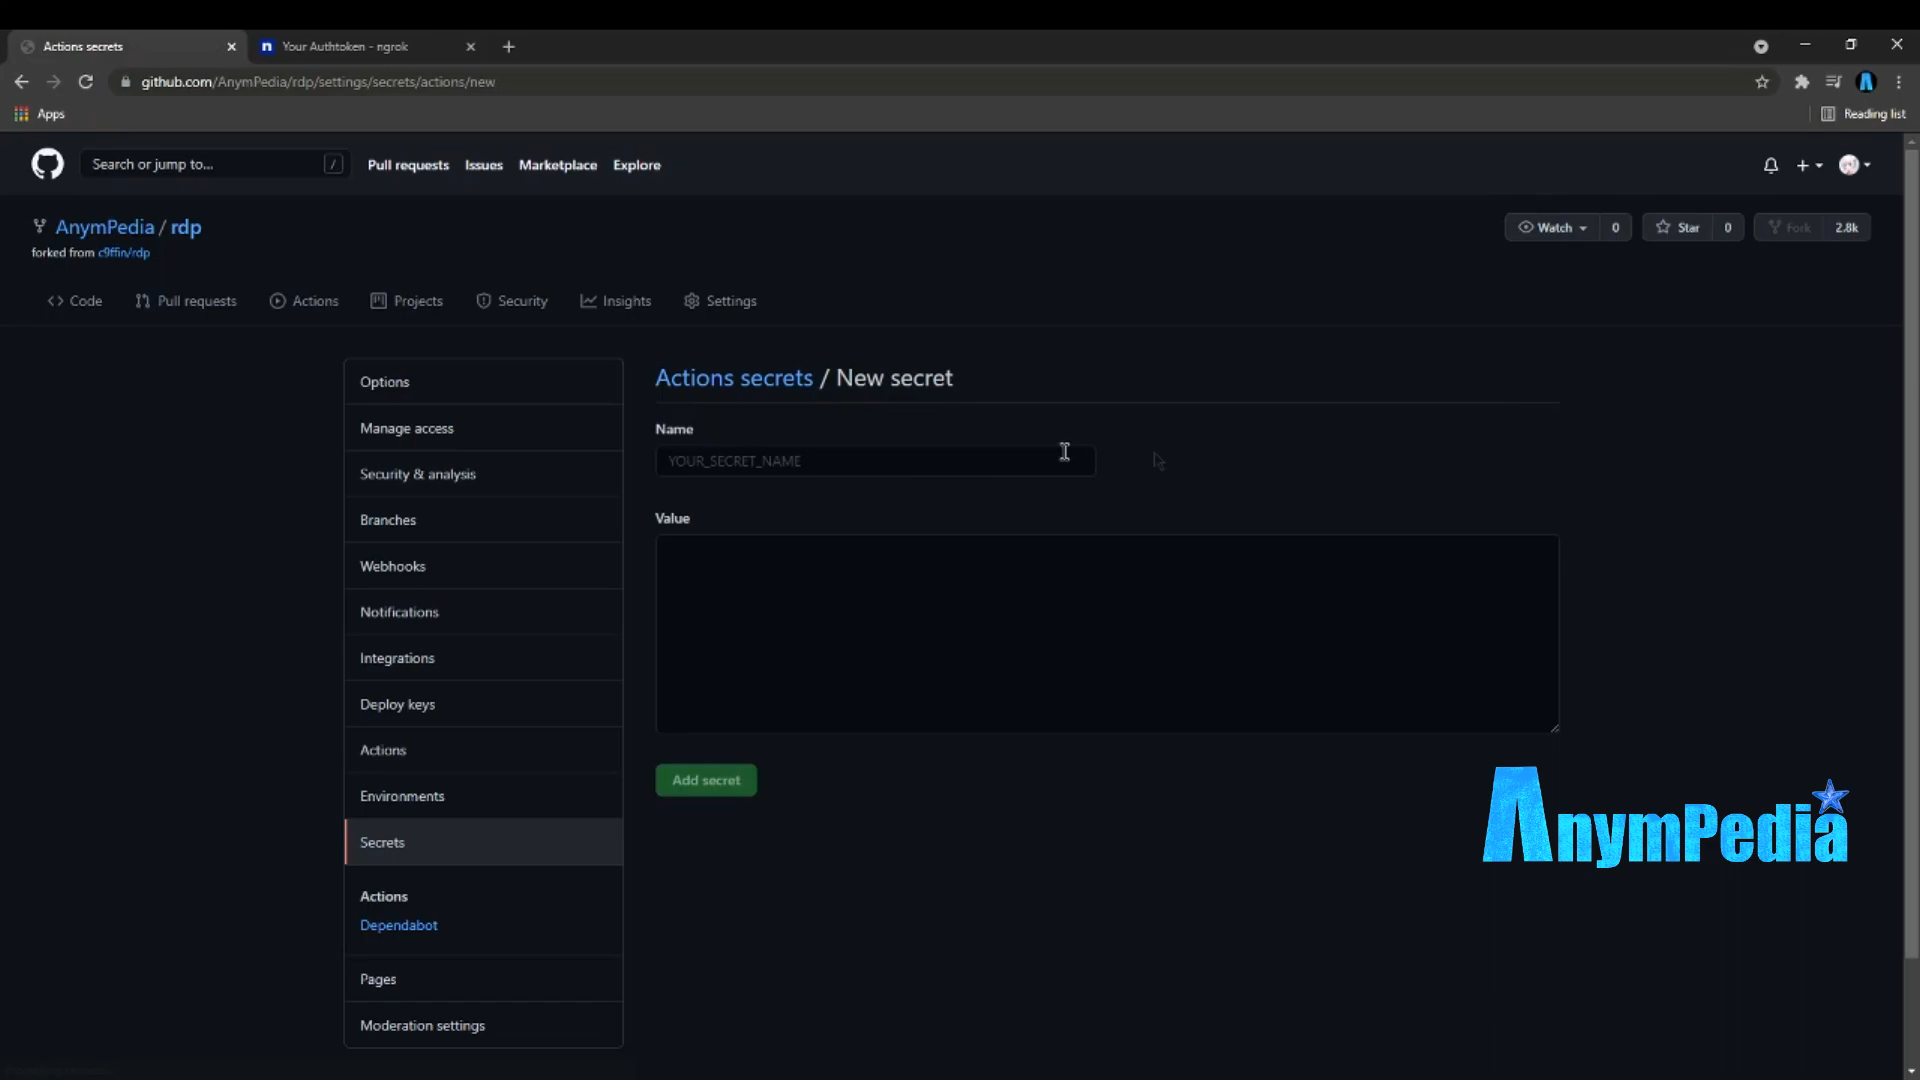 Actions secrets
Your Authtoken - ngrok
github.com/AnymPedia/rdp/settings/secrets/actions/new
Apps
Reading list
Search or jump to...
/
Pull requests
Issues
Marketplace
Explore
AnymPedia / rdp
Watch
0
Star
0
Fork
2.8k
forked from c9ffin/rdp
Code
Pull requests
Actions
Projects
Security
Insights
Settings
Options
Manage access
Security & analysis
Branches
Webhooks
Notifications
Integrations
Deploy keys
Actions
Environments
Secrets
Actions
Dependabot
Pages
Moderation settings
Actions secrets / New secret
Name
YOUR_SECRET_NAME
Value
Add secret
AnymPedia